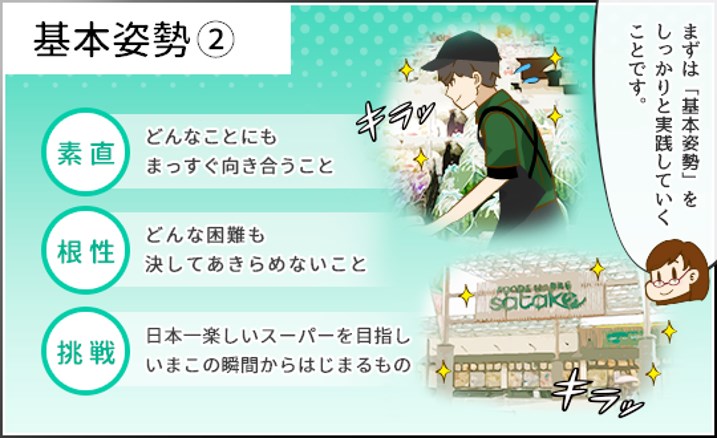 基本姿勢②
まずは「基本姿勢」を
しっかりと実践していく
ことです。
素直
どんなことにも
まっすぐ向き合うこと
キラッ
根性
どんな困難も
決してあきらめないこと
挑戦
日本一楽しいスーパーを目指し
いまこの瞬間からはじまるもの
FOODS MARKET
satake
キラッ